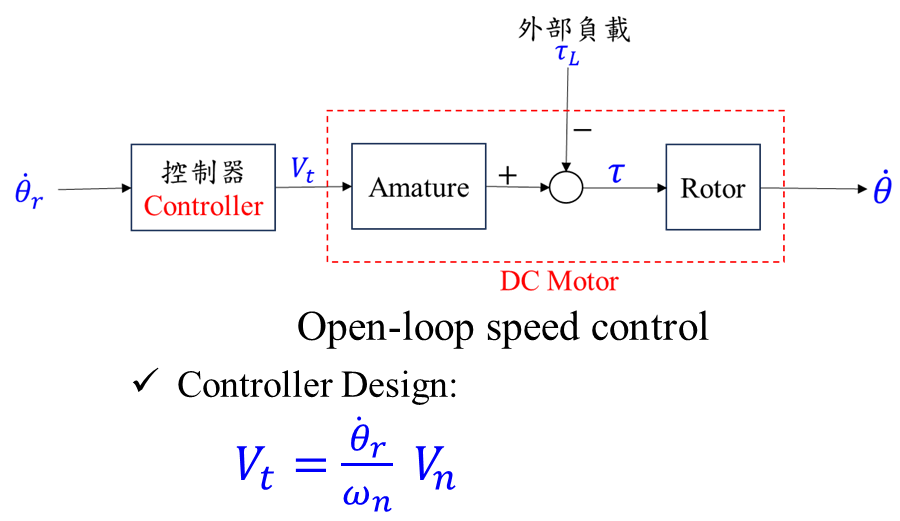 外部負載
τ_L
−
θ̇_r
控制器
Controller
V_t
Amature
+
τ
Rotor
θ̇
DC Motor
Open-loop speed control
✓ Controller Design:
V_t = θ̇_r / ω_n V_n